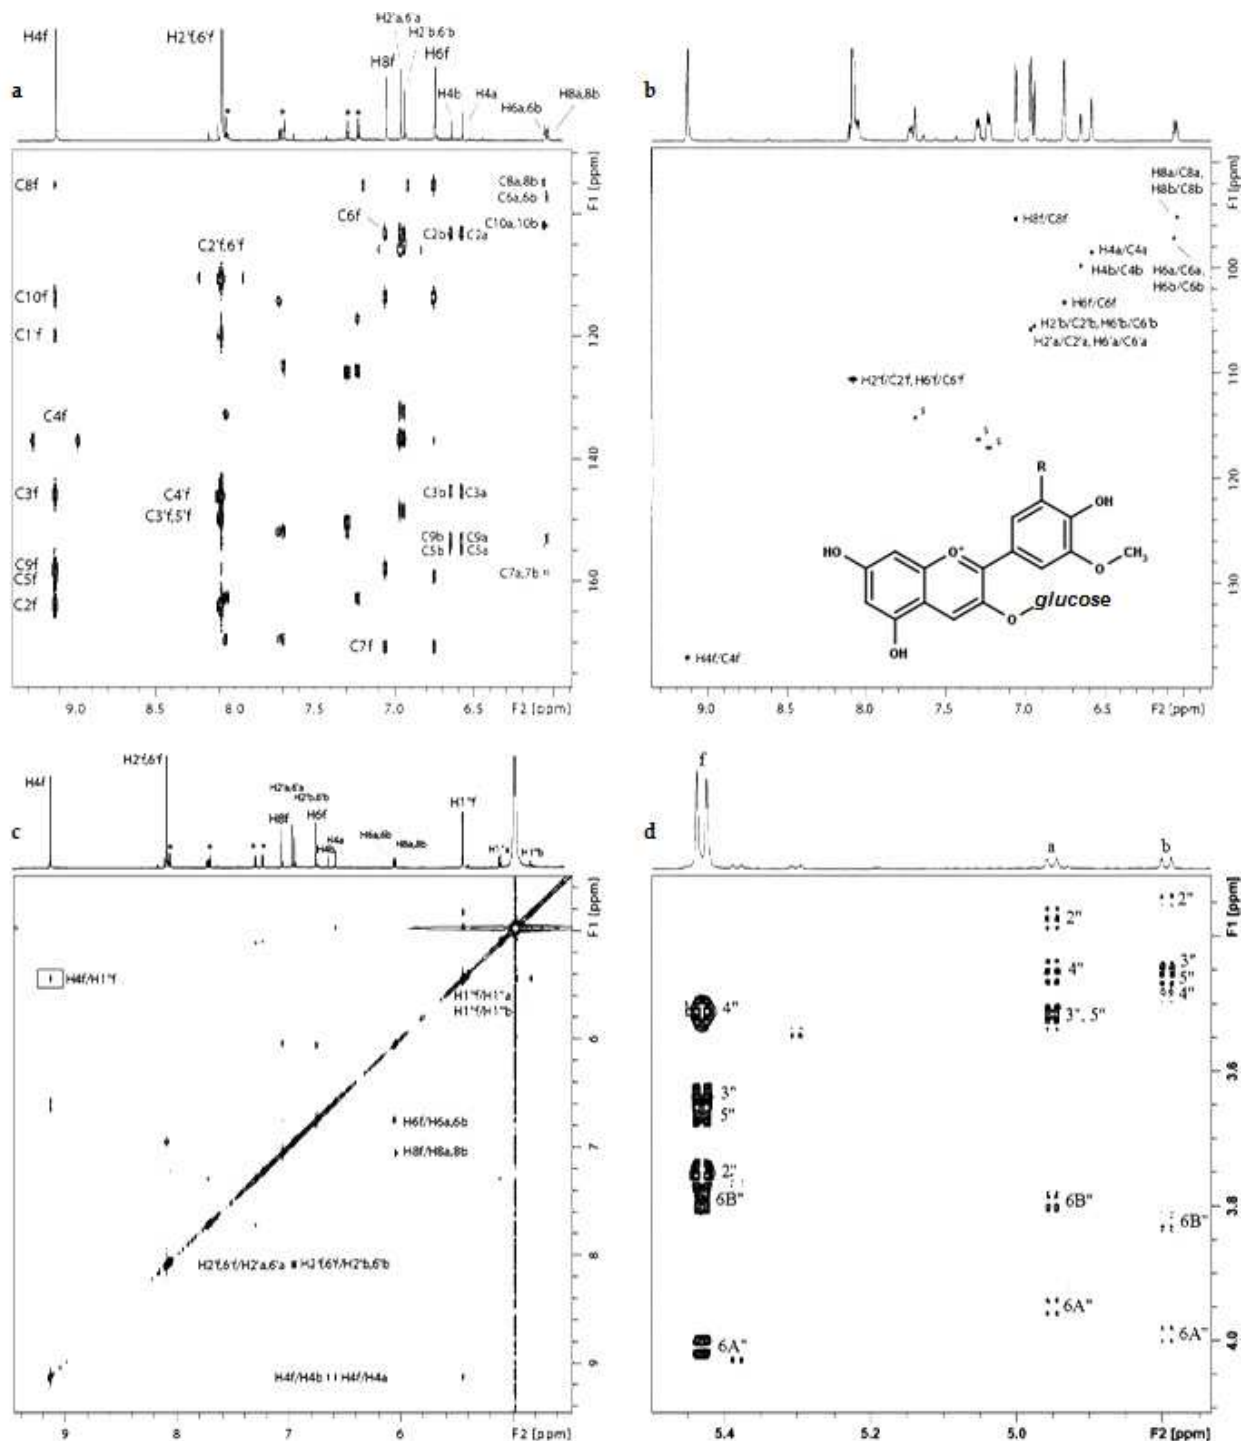 a
H4f
H2'f,6'f
H2'a,6'a
H2'b,6'b
H8f
H6f
H4b
H4a
H6a,6b
H8a,8b
C8f
C8a,8b
C6a,6b
C6f
C2b
C2a
C10a,10b
C2'f,6'f
C10f
C1'f
C4f
C3f
C4'f
C3'f,5'f
C3b
C3a
C9b
C9a
C5b
C5a
C9f
C5f
C7a,7b
C2f
C7f
F1 [ppm]
120
140
160
9.0
8.5
8.0
7.5
7.0
6.5
F2 [ppm]
b
H8a/C8a,
H8b/C8b
H8f/C8f
H4a/C4a
H4b/C4b
H6a/C6a,
H6b/C6b
H6f/C6f
H2'b/C2'b, H6'b/C6'b
H2'a/C2'a, H6'a/C6'a
H2'f/C2'f, H6'f/C6'f
s
s
s
R
OH
HO
O+
O
CH3
glucose
O
OH
H4f/C4f
F1 [ppm]
100
110
120
130
9.0
8.5
8.0
7.5
7.0
6.5
F2 [ppm]
c
H4f
H2'f,6'f
H2'a,6'a
H2'b,6'b
H8f
H6f
H4b
H4a
H6a,6b
H8a,8b
H1"f
H1"a
H1"b
H4f/H1"f
H1"f/H1"a
H1"f/H1"b
H6f/H6a,6b
H8f/H8a,8b
H2'f,6'f/H2'a,6'a
H2'f,6'f/H2'b,6'b
H4f/H4b
H4f/H4a
F1 [ppm]
6
7
8
9
9
8
7
6
F2 [ppm]
d
f
a
b
2"
2"
4"
3"
5"
4"
4"
3", 5"
3"
5"
2"
6B"
6B"
6B"
6A"
6A"
6A"
F1 [ppm]
3.6
3.8
4.0
5.4
5.2
5.0
F2 [ppm]